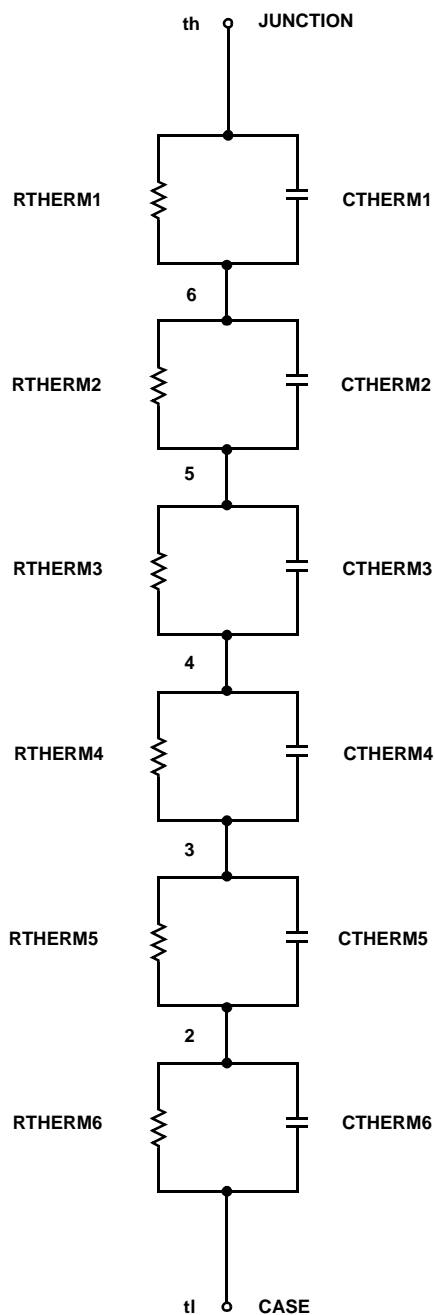 th JUNCTION
RTHERM1 CTHERM1
6
RTHERM2 CTHERM2
5
RTHERM3 CTHERM3
4
RTHERM4 CTHERM4
3
RTHERM5 CTHERM5
2
RTHERM6 CTHERM6
tl CASE